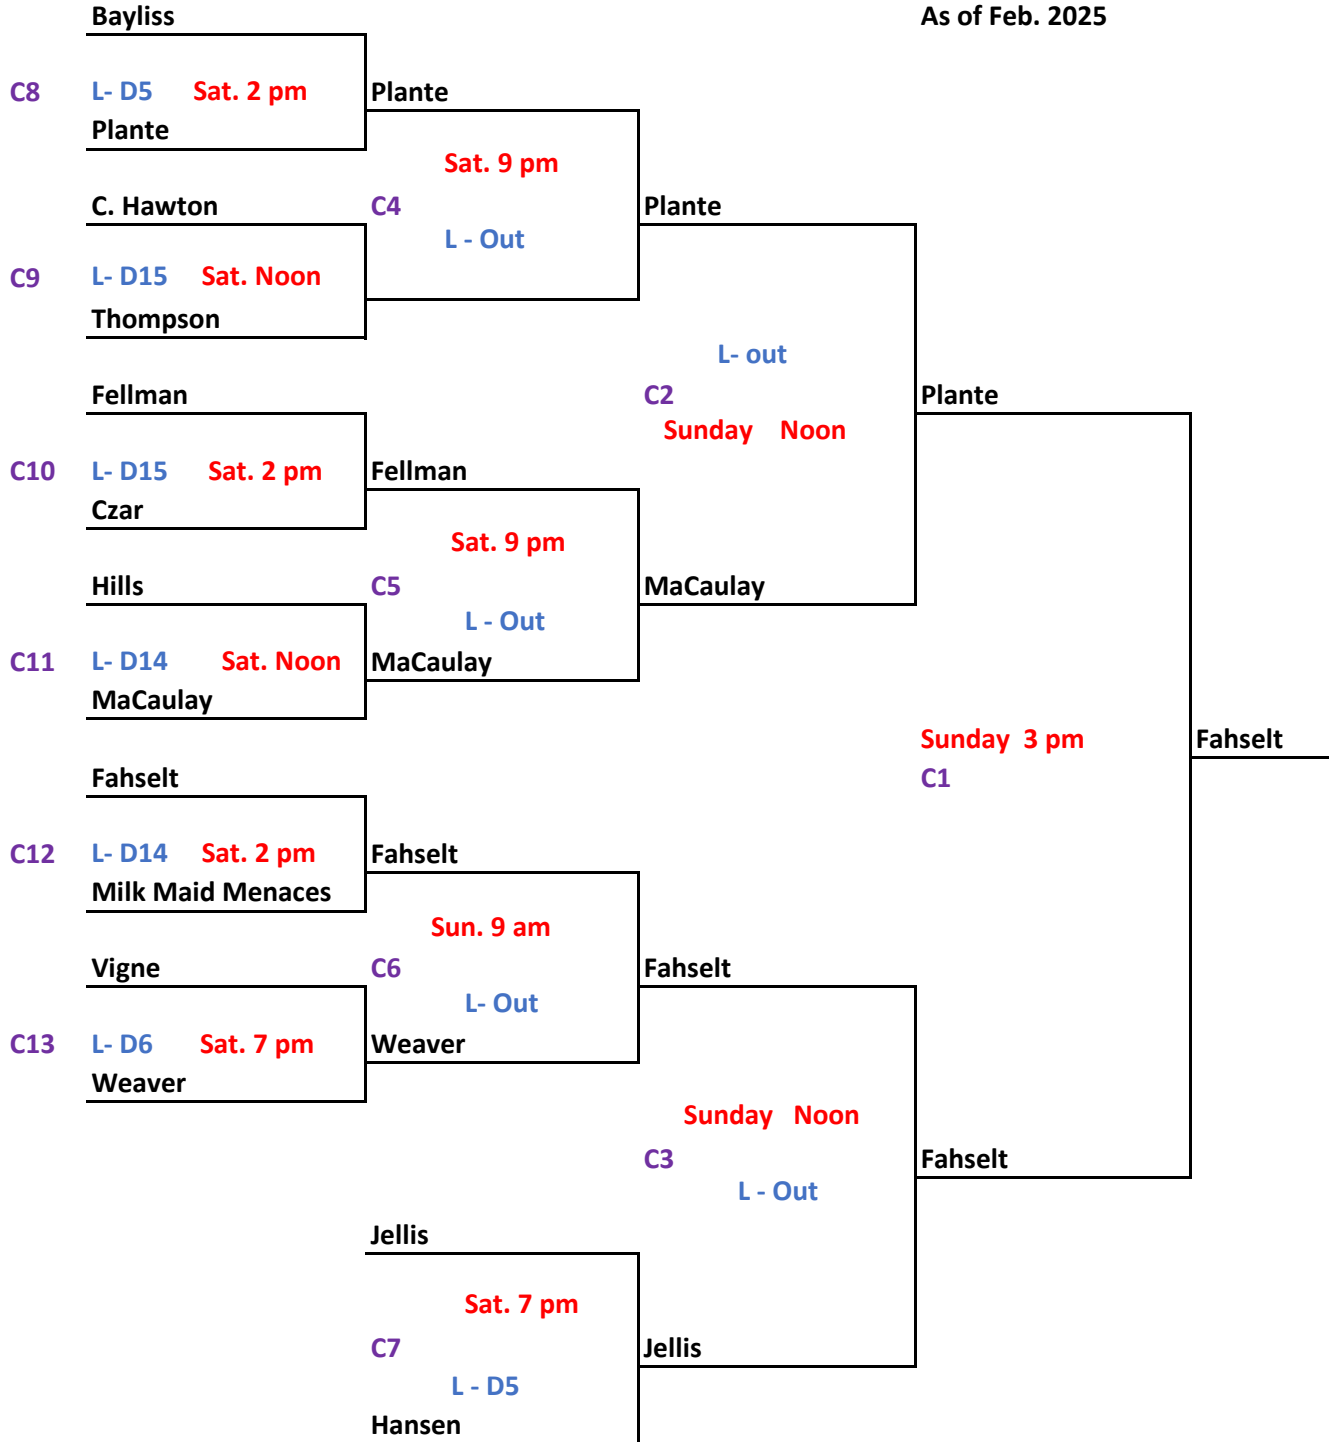 Bayliss
As of Feb. 2025
C8 L- D5 Sat. 2 pm Plante
Plante
Sat. 9 pm
C. Hawton C4 Plante
L - Out
C9 L- D15 Sat. Noon
Thompson
L- out
Fellman C2 Plante
Sunday Noon
C10 L- D15 Sat. 2 pm Fellman
Czar
Sat. 9 pm
Hills C5 MaCaulay
L - Out
C11 L- D14 Sat. Noon MaCaulay
MaCaulay
Sunday 3 pm Fahselt
Fahselt C1
C12 L- D14 Sat. 2 pm Fahselt
Milk Maid Menaces
Sun. 9 am
Vigne C6 Fahselt
L- Out
C13 L- D6 Sat. 7 pm Weaver
Weaver
Sunday Noon
C3 Fahselt
L - Out
Jellis
Sat. 7 pm
C7 Jellis
L - D5
Hansen